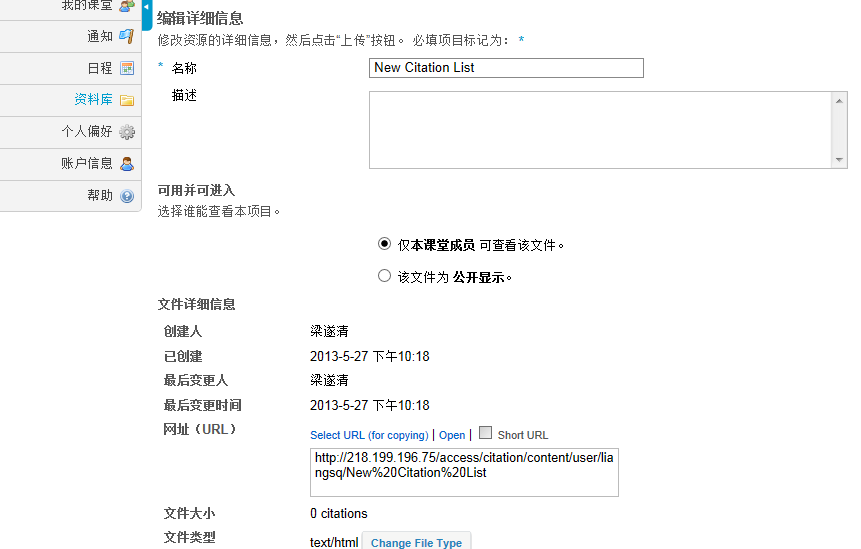 我的课堂
通知
日程
资料库
个人偏好
账户信息
帮助
编辑详细信息
修改资源的详细信息，然后点击“上传”按钮。 必填项目标记为： *
* 名称 New Citation List
描述
可用并可进入
选择谁能查看本项目。
仅本课堂成员 可查看该文件。
该文件为 公开显示。
文件详细信息
创建人 梁遂清
已创建 2013-5-27 下午10:18
最后变更人 梁遂清
最后变更时间 2013-5-27 下午10:18
网址（URL） Select URL (for copying) | Open | Short URL
http://218.199.196.75/access/citation/content/user/lia
ngsq/New%20Citation%20List
文件大小 0 citations
文件类型 text/html Change File Type